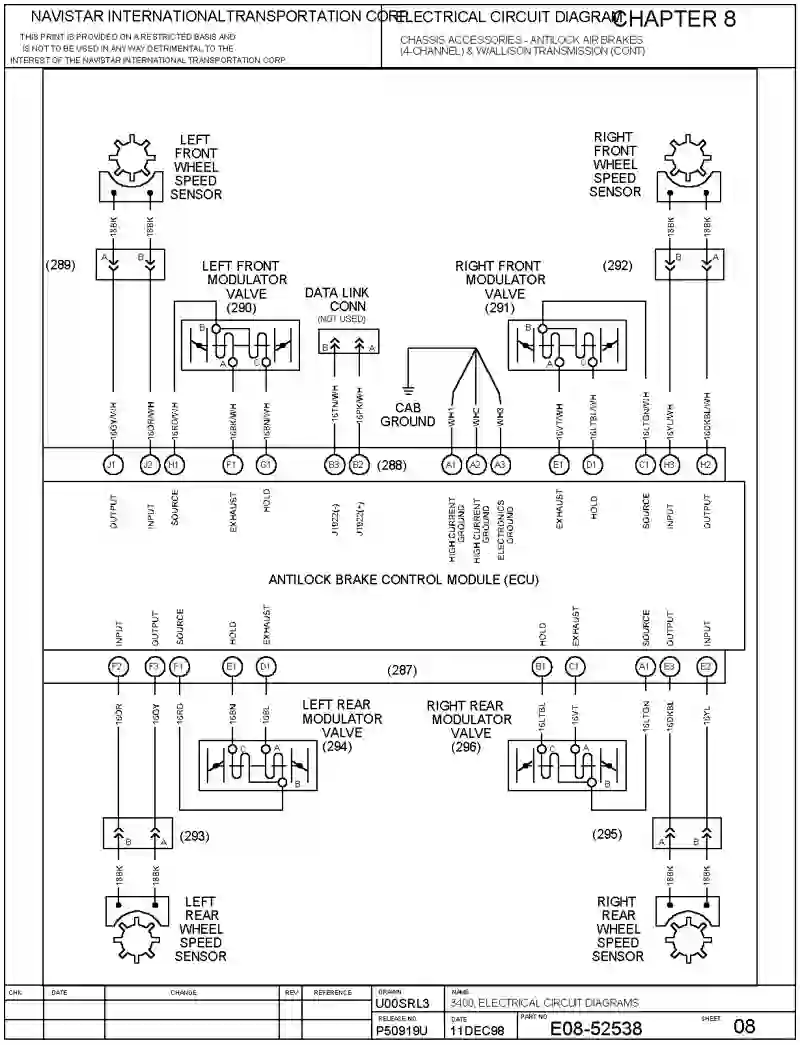 NAVISTAR INTERNATIONAL TRANSPORTATION CORP.
THIS PRINT IS PROVIDED ON A RESTRICTED BASIS AND
IS NOT TO BE USED IN ANY WAY DETRIMENTAL TO THE
INTEREST OF THE NAVISTAR INTERNATIONAL TRANSPORTATION CORP
ELECTRICAL CIRCUIT DIAGRAM
CHAPTER 8
CHASSIS ACCESSORIES - ANTILOCK AIR BRAKES
(4-CHANNEL) & W/ALLISON TRANSMISSION (CONT)
LEFT
FRONT
WHEEL
SPEED
SENSOR
RIGHT
FRONT
WHEEL
SPEED
SENSOR
18BK
18BK
18BK
18BK
(289)
A
B
LEFT FRONT
MODULATOR
VALVE
(290)
B
A
C
DATA LINK
CONN
(NOT USED)
B
A
RIGHT FRONT
MODULATOR
VALVE
(291)
B
A
C
(292)
B
A
CAB
GROUND
16GY/WH
16OR/WH
16RD/WH
16BK/WH
16BN/WH
16TN/WH
16PK/WH
WH1
WH2
WH3
16VT/WH
16LTBL/WH
16LTGN/WH
16YL/WH
16DKBL/WH
J1
J2
H1
F1
G1
B3
B2
(288)
A1
A2
A3
E1
D1
C1
H3
H2
OUTPUT
INPUT
SOURCE
EXHAUST
HOLD
J1922(-)
J1922(+)
HIGH CURRENT
GROUND
HIGH CURRENT
GROUND
ELECTRONICS
GROUND
EXHAUST
HOLD
SOURCE
INPUT
OUTPUT
ANTILOCK BRAKE CONTROL MODULE (ECU)
INPUT
OUTPUT
SOURCE
HOLD
EXHAUST
HOLD
EXHAUST
SOURCE
OUTPUT
INPUT
F2
F3
F1
E1
D1
(287)
B1
C1
A1
E3
E2
16OR
16GY
16RD
16BN
16BL
16LTBL
16VT
16LTGN
16DKBL
16YL
LEFT REAR
MODULATOR
VALVE
(294)
C
A
B
RIGHT REAR
MODULATOR
VALVE
(296)
C
A
B
B
A
(293)
(295)
A
B
18BK
18BK
18BK
18BK
LEFT
REAR
WHEEL
SPEED
SENSOR
RIGHT
REAR
WHEEL
SPEED
SENSOR
CHK
DATE
CHANGE
REV
REFERENCE
DRAWN
U00SRL3
NAME
3400, ELECTRICAL CIRCUIT DIAGRAMS
RELEASE NO.
P50919U
DATE
11DEC98
PART NO
E08-52538
SHEET
08